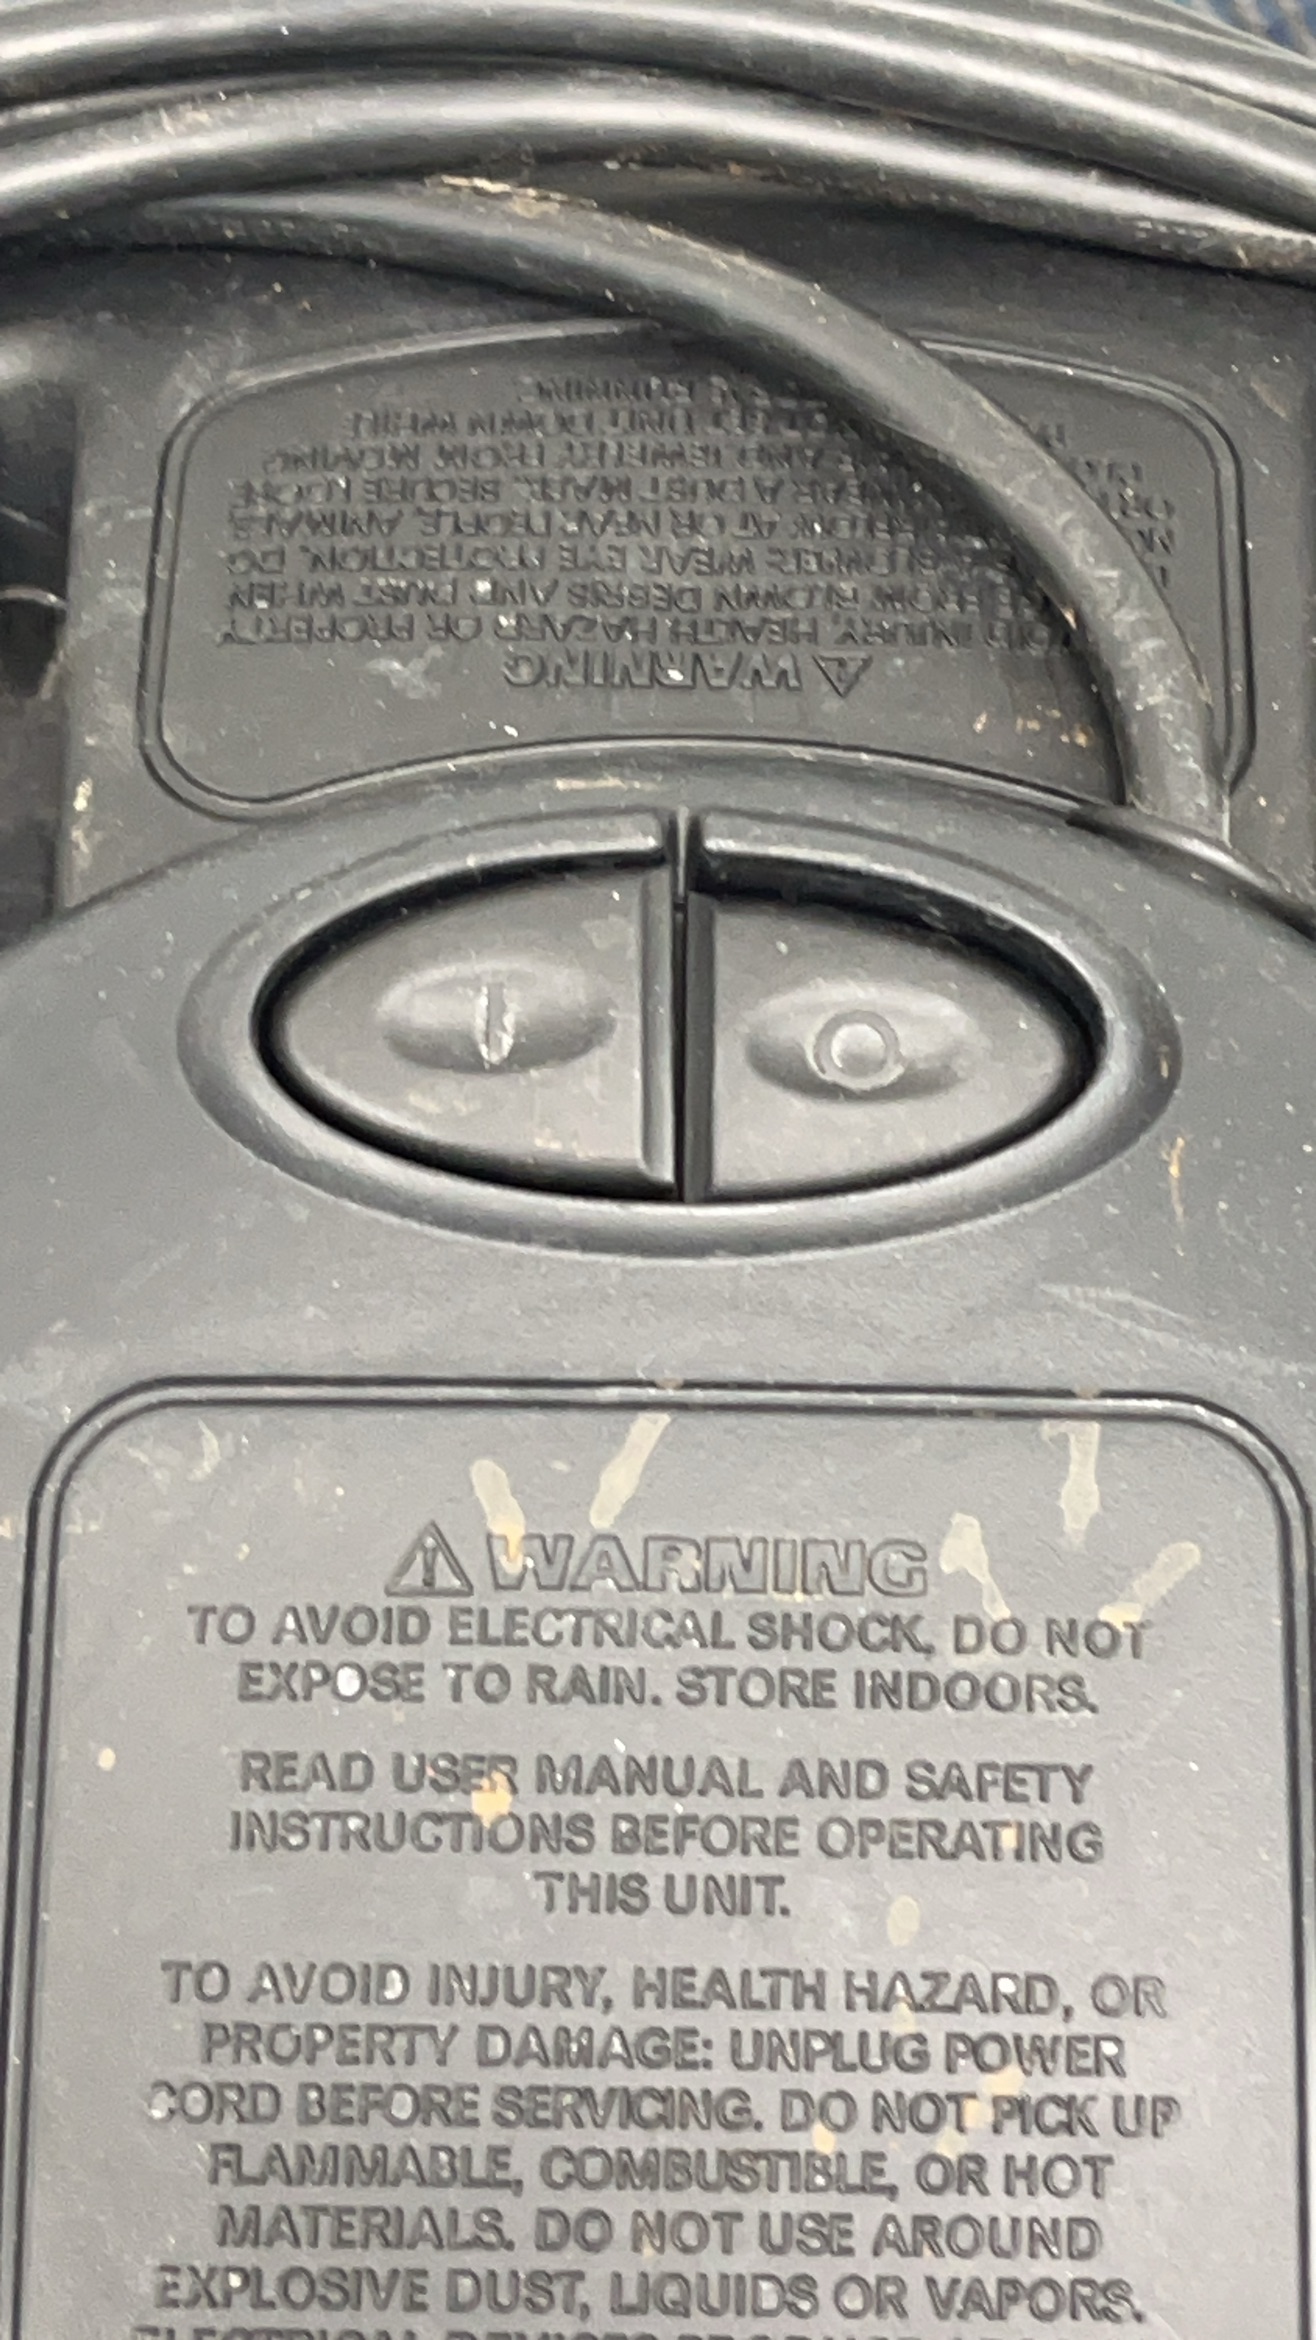 WARNING
INJURY, HEALTH HAZARD OR PROPERTY
FROM BLOWN DEBRIS AND DUST WHEN
BLOWER: WEAR EYE PROTECTION, DO
AT OR NEAR PEOPLE, ANIMALS
WEAR A DUST MASK. SECURE LOOSE
AND JEWELRY FROM MOVING
UNIT DOWN WHEN
RUNNING
I O
WARNING
TO AVOID ELECTRICAL SHOCK, DO NOT
EXPOSE TO RAIN. STORE INDOORS.
READ USER MANUAL AND SAFETY
INSTRUCTIONS BEFORE OPERATING
THIS UNIT.
TO AVOID INJURY, HEALTH HAZARD, OR
PROPERTY DAMAGE: UNPLUG POWER
CORD BEFORE SERVICING. DO NOT PICK UP
FLAMMABLE, COMBUSTIBLE, OR HOT
MATERIALS. DO NOT USE AROUND
EXPLOSIVE DUST, LIQUIDS OR VAPORS.
ELECTRICAL DEVICES PRODUCE